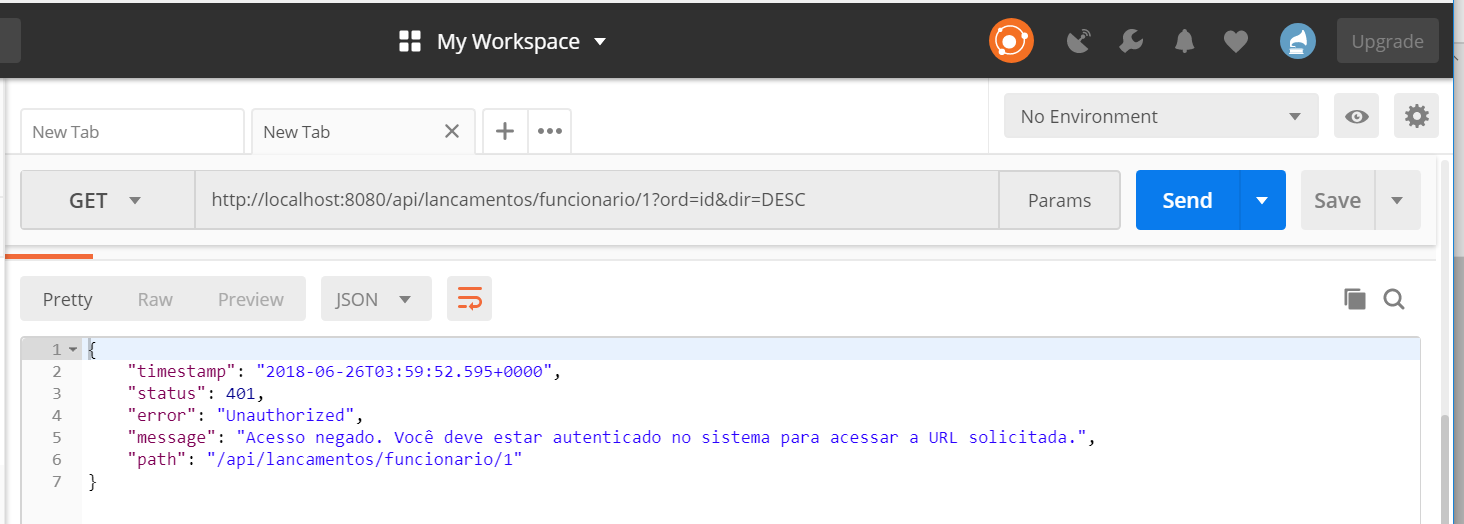 My Workspace
Upgrade
New Tab
New Tab
No Environment
GET
http://localhost:8080/api/lancamentos/funcionario/1?ord=id&dir=DESC
Params
Send
Save
Pretty
Raw
Preview
JSON
1 {
2 "timestamp": "2018-06-26T03:59:52.595+0000",
3 "status": 401,
4 "error": "Unauthorized",
5 "message": "Acesso negado. Você deve estar autenticado no sistema para acessar a URL solicitada.",
6 "path": "/api/lancamentos/funcionario/1"
7 }